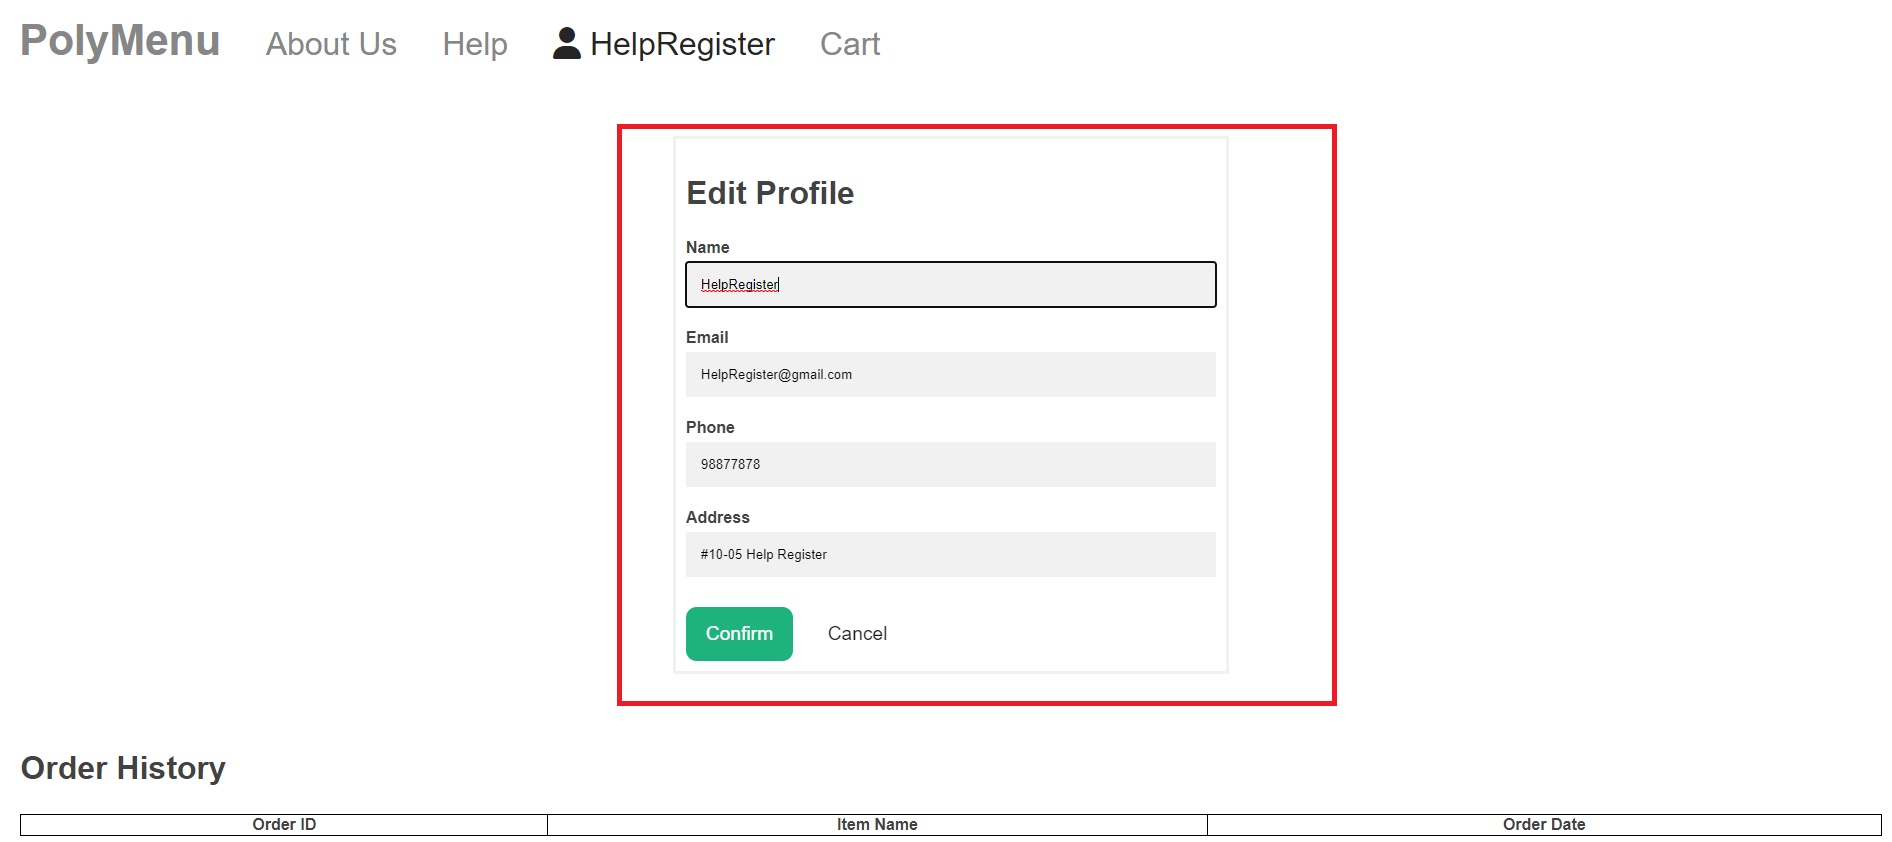 PolyMenu About Us Help HelpRegister Cart
Edit Profile
Name
HelpRegister
Email
HelpRegister@gmail.com
Phone
98877878
Address
#10-05 Help Register
Confirm Cancel
Order History
Order ID Item Name Order Date